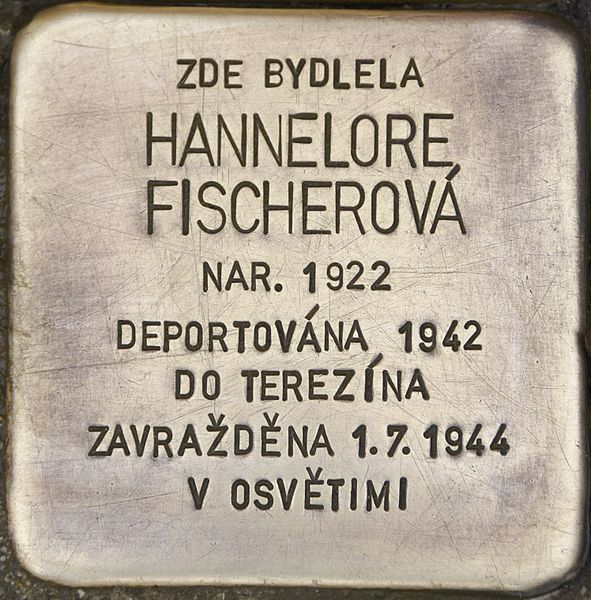 ZDE BYDLELA
HANNELORE
FISCHEROVÁ
NAR. 1922
DEPORTOVÁNA 1942
DO TEREZÍNA
ZAVRAŽDĚNA 1.7.1944
V OSVĚTIMI